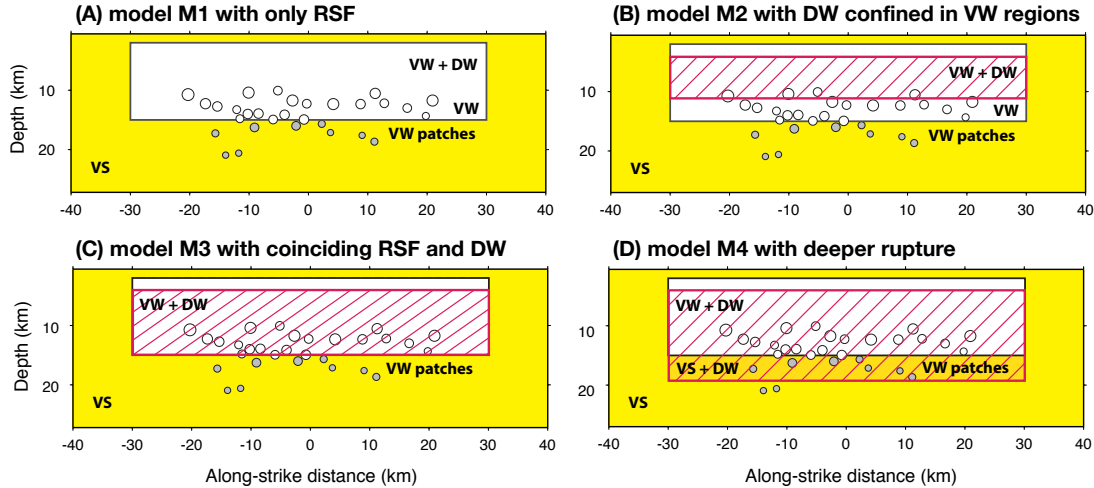 (A) model M1 with only RSF
(B) model M2 with DW confined in VW regions
Depth (km)
10
20
VW + DW
VW
VW patches
VS
-40 -30 -20 -10 0 10 20 30 40
10
20
VW + DW
VW
VW patches
VS
-40 -30 -20 -10 0 10 20 30 40
(C) model M3 with coinciding RSF and DW
(D) model M4 with deeper rupture
Depth (km)
10
20
VW + DW
VW patches
VS
-40 -30 -20 -10 0 10 20 30 40
Along-strike distance (km)
10
20
VW + DW
VS + DW
VW patches
VS
-40 -30 -20 -10 0 10 20 30 40
Along-strike distance (km)